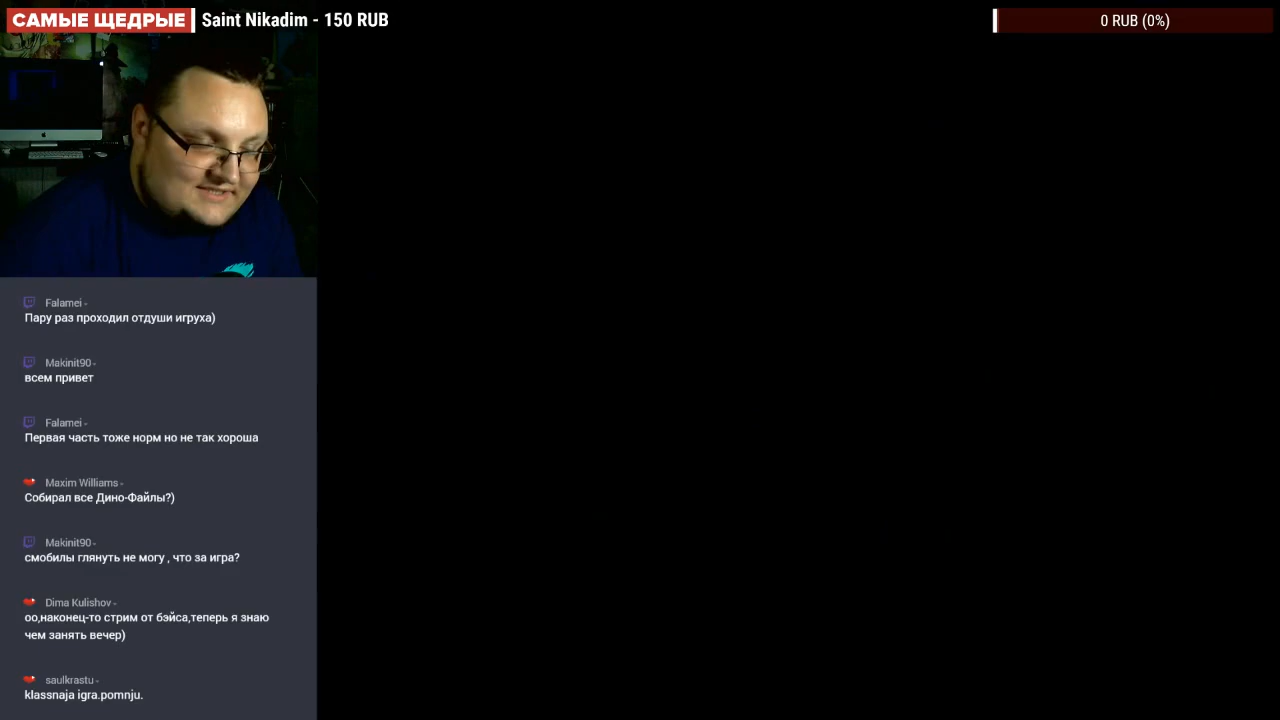 САМЫЕ ЩЕДРЫЕ Saint Nikadim - 150 RUB
0 RUB (0%)
Falamei
Пару раз проходил отдуши игруха)
Makinit90
всем привет
Falamei
Первая часть тоже норм но не так хороша
Maxim Williams
Собирал все Дино-Файлы?)
Makinit90
смобилы глянуть не могу , что за игра?
Dima Kulishov
оо,наконец-то стрим от бэйса,теперь я знаю
чем занять вечер)
saulkrastu
klassnaja igra.pomnju.